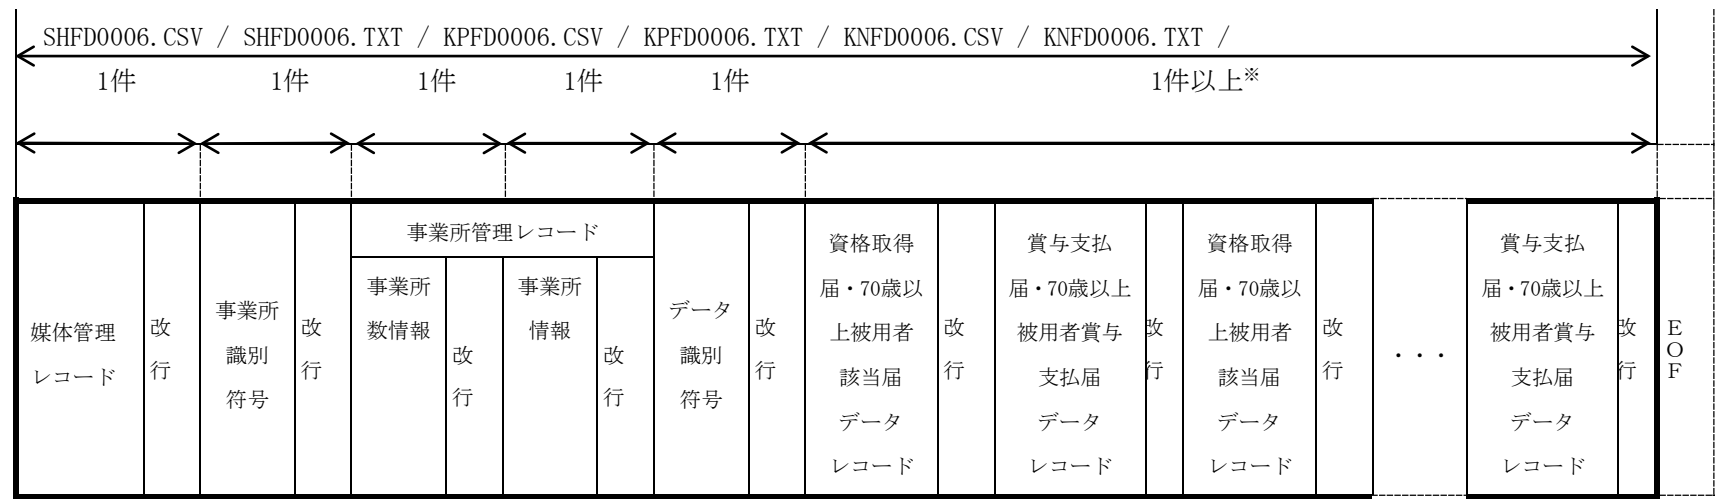 SHFD0006.CSV / SHFD0006.TXT / KPFD0006.CSV / KPFD0006.TXT / KNFD0006.CSV / KNFD0006.TXT /
1件 1件 1件 1件 1件 1件以上※
媒体管理
レコード
改
行
事業所
識別
符号
改
行
事業所管理レコード
事業所
数情報
改
行
事業所
情報
改
行
データ
識別
符号
改
行
資格取得
届・70歳以
上被用者
該当届
データ
レコード
改
行
賞与支払
届・70歳以上
被用者賞与
支払届
データ
レコード
改
行
資格取得
届・70歳以
上被用者
該当届
データ
レコード
改
行
・・・
賞与支払
届・70歳以上
被用者賞与
支払届
データ
レコード
改
行
E
O
F